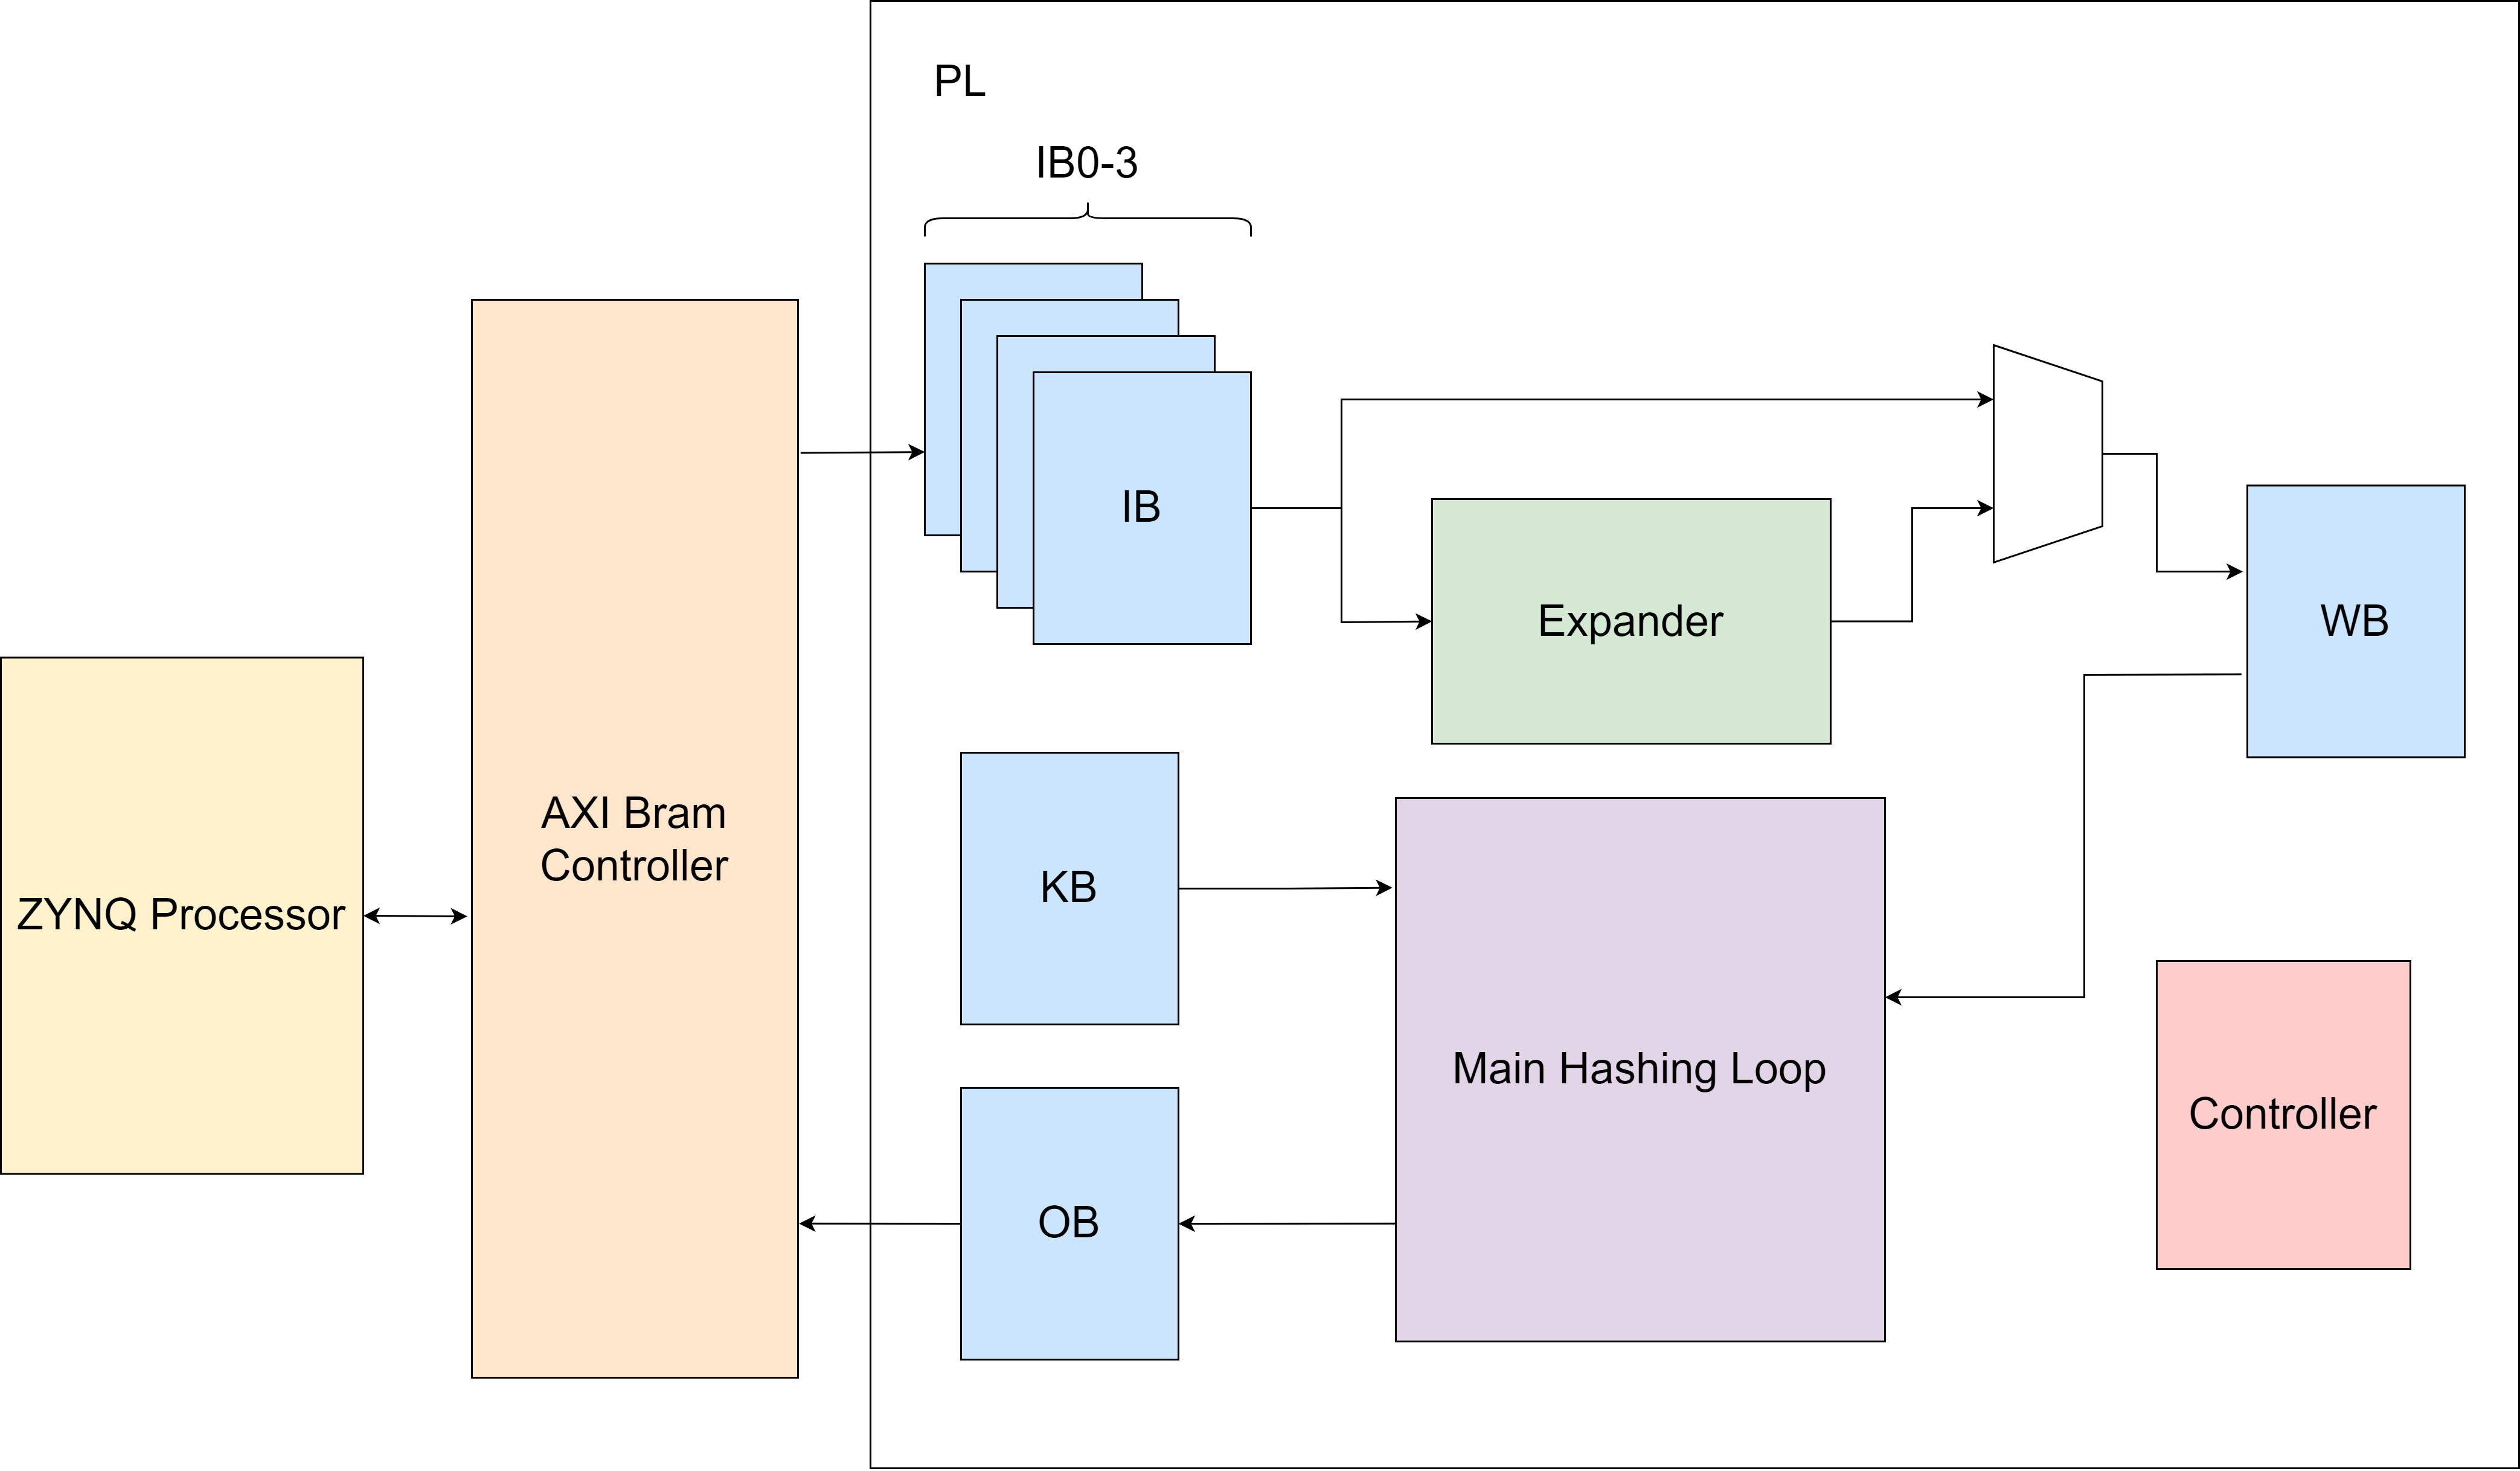 PL
IB0-3
IB
Expander
WB
ZYNQ Processor
AXI Bram
Controller
KB
Main Hashing Loop
Controller
OB